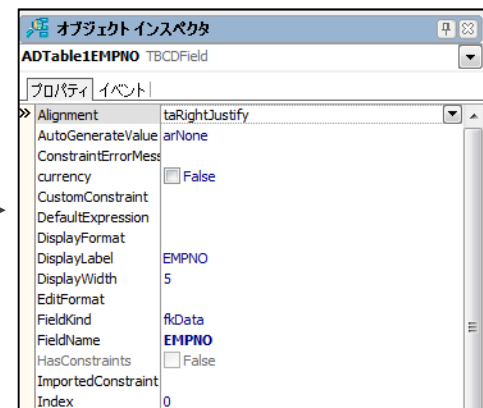 オブジェクト インスペクタ
ADTable1EMPNO TBCDField
プロパティ イベント
Alignment taRightJustify
AutoGenerateValue arNone
ConstraintErrorMess
currency False
CustomConstraint
DefaultExpression
DisplayFormat
DisplayLabel EMPNO
DisplayWidth 5
EditFormat
FieldKind fkData
FieldName EMPNO
HasConstraints False
ImportedConstraint
Index 0